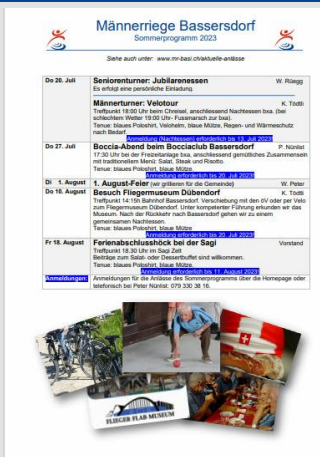 Männerriege Bassersdorf
Sommerprogramm 2023
Siehe auch unter: www.mr-basi.ch/aktuelle-anlässe
Do 20. Juli Seniorenturner: Jubilarenessen W. Rüegg
Es erfolgt eine persönliche Einladung.
Männerturner: Velotour K. Tödtli
Treffpunkt 18:00 Uhr beim Chreisel, anschliessend Nachtessen bxa. (bei
schlechtem Wetter 19:00 Uhr- Fussmarsch zur bxa).
Tenue: blaues Poloshirt, Veloheim, blaue Mütze, Regen- und Wärmeschutz
nach Bedarf.
Anmeldung (Nachtessen) erforderlich bis 13. Juli 2023!
Do 27. Juli Boccia-Abend beim Bocciaclub Bassersdorf P. Nünlist
17:30 Uhr bei der Freizeitanlage bxa, anschliessend gemütliches Zusammensein
mit traditionellem Menü: Salat, Steak und Risotto.
Tenue: blaues Poloshirt, blaue Mütze.
Anmeldung erforderlich bis 20. Juli 2023!
Di 1. August 1. August-Feier (wir grillieren für die Gemeinde) W. Peter
Do 10. August Besuch Fliegermuseum Dübendorf K. Tödtli
Treffpunkt 14:15h Bahnhof Bassersdorf. Verschiebung mit den öV oder per Velo
zum Fliegermuseum Dübendorf. Unter kompetenter Führung erkunden wir das
Museum. Nach der Rückkehr nach Bassersdorf gehen wir zu einem
gemeinsamen Nachtessen.
Tenue: blaues Poloshirt, blaue Mütze.
Anmeldung erforderlich bis 20. Juli 2023!
Fr 18. August Ferienabschlusshöck bei der Sagi Vorstand
Treffpunkt 18.30 Uhr im Sagi Zelt
Beiträge zum Salat- oder Dessertbuffet sind willkommen.
Tenue: blaues Poloshirt, blaue Mütze.
Anmeldung erforderlich bis 11. August 2023!
Anmeldungen: Anmeldungen für die Anlässe des Sommerprogramms über die Homepage oder
telefonisch bei Peter Nünlist: 079 330 38 16.
FLIEGER FLAB MUSEUM